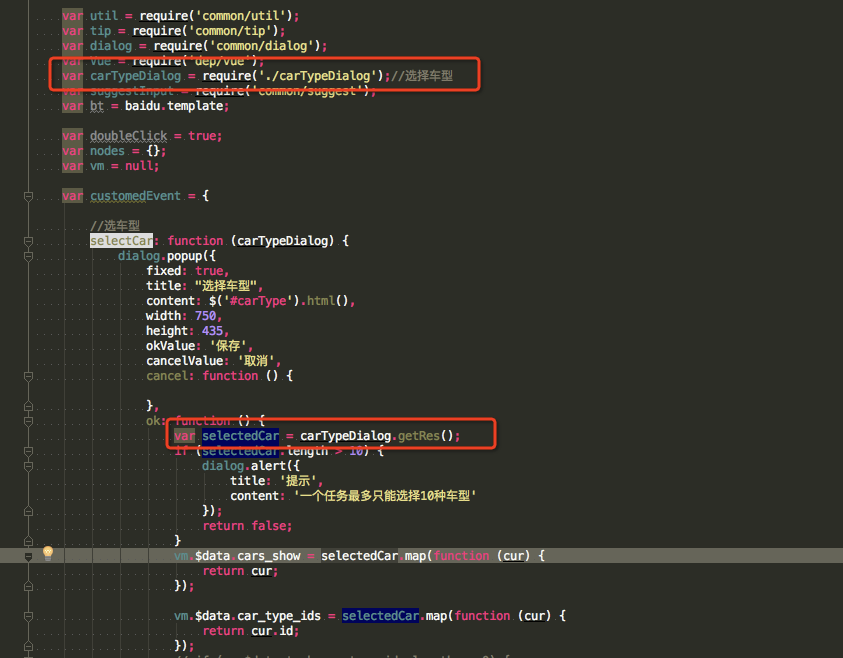 var util = require('common/util');
var tip = require('common/tip');
var dialog = require('common/dialog');
var Vue = require('dep/vue');
var carTypeDialog = require('./carTypeDialog');//选择车型
var suggestInput = require('common/suggest');
var bt = baidu.template;
var doubleClick = true;
var nodes = {};
var vm = null;
var customedEvent = {
//选车型
selectCar: function (carTypeDialog) {
dialog.popup({
fixed: true,
title: "选择车型",
content: $('#carType').html(),
width: 750,
height: 435,
okValue: '保存',
cancelValue: '取消',
cancel: function () {
},
ok: function () {
var selectedCar = carTypeDialog.getRes();
if (selectedCar.length > 10) {
dialog.alert({
title: '提示',
content: '一个任务最多只能选择10种车型'
});
return false;
}
vm.$data.cars_show = selectedCar.map(function (cur) {
return cur;
});
vm.$data.car_type_ids = selectedCar.map(function (cur) {
return cur.id;
});